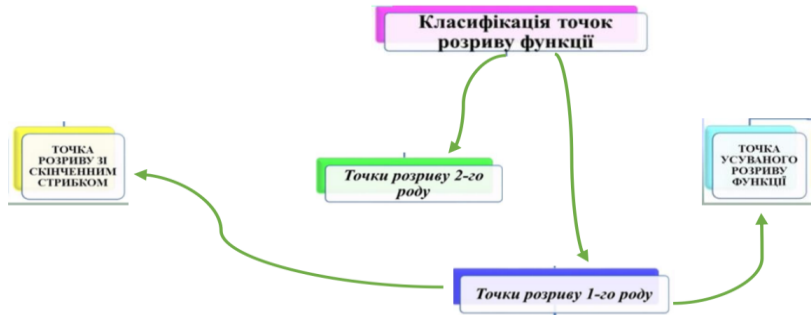 Класифікація точок
розриву функції
ТОЧКА
РОЗРИВУ ЗІ
СКІНЧЕННИМ
СТРИБКОМ
Точки розриву 2-го
роду
ТОЧКА
УСУВАНОГО
РОЗРИВУ
ФУНКЦІЇ
Точки розриву 1-го роду